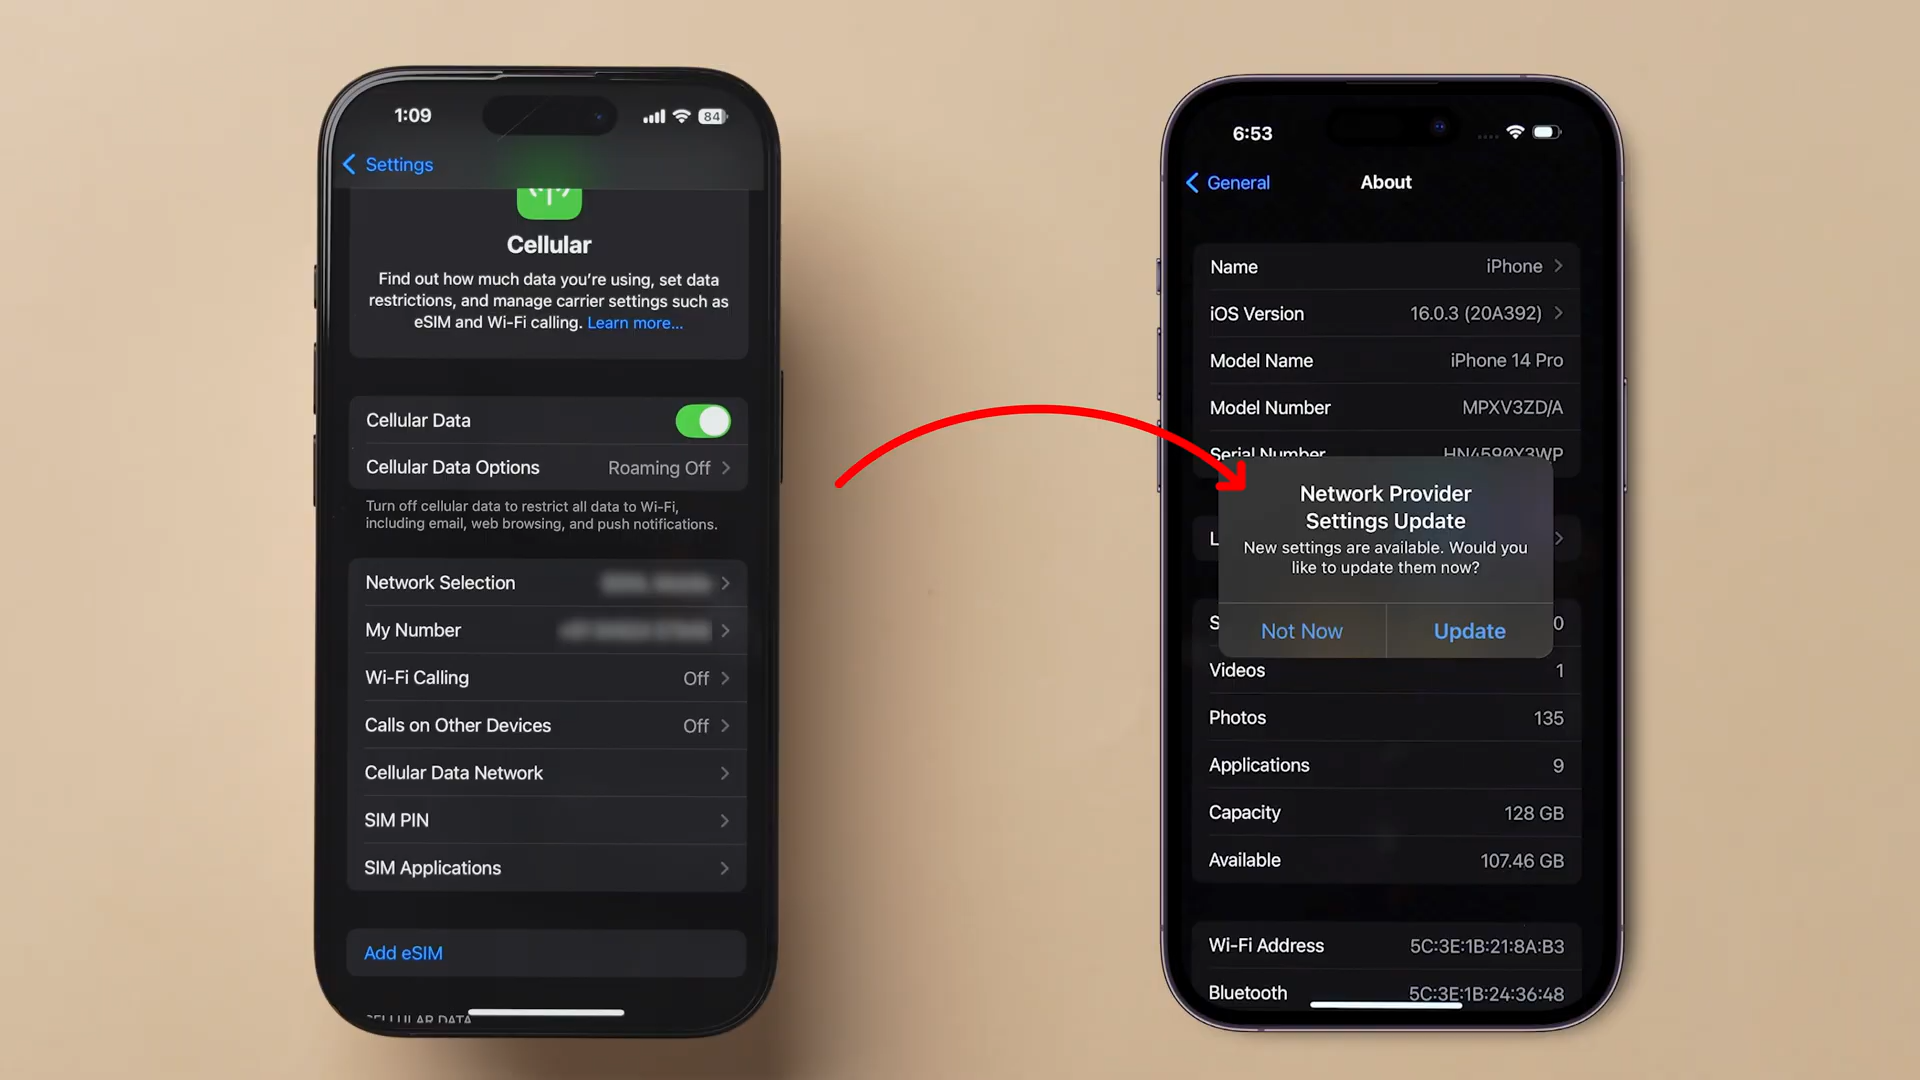 1:09
84
Settings
Cellular
Find out how much data you're using, set data
restrictions, and manage carrier settings such as
eSIM and Wi-Fi calling. Learn more...
Cellular Data
Cellular Data Options Roaming Off
Turn off cellular data to restrict all data to Wi-Fi,
including email, web browsing, and push notifications.
Network Selection
My Number
Wi-Fi Calling Off
Calls on Other Devices Off
Cellular Data Network
SIM PIN
SIM Applications
Add eSIM
CELLULAR DATA
6:53
General
About
Name iPhone
iOS Version 16.0.3 (20A392)
Model Name iPhone 14 Pro
Model Number MPXV3ZD/A
Serial Number HN4590Y3WP
Network Provider
Settings Update
New settings are available. Would you
like to update them now?
Not Now Update
L
S 0
Videos 1
Photos 135
Applications 9
Capacity 128 GB
Available 107.46 GB
Wi-Fi Address 5C:3E:1B:21:8A:B3
Bluetooth 5C:3E:1B:24:36:48